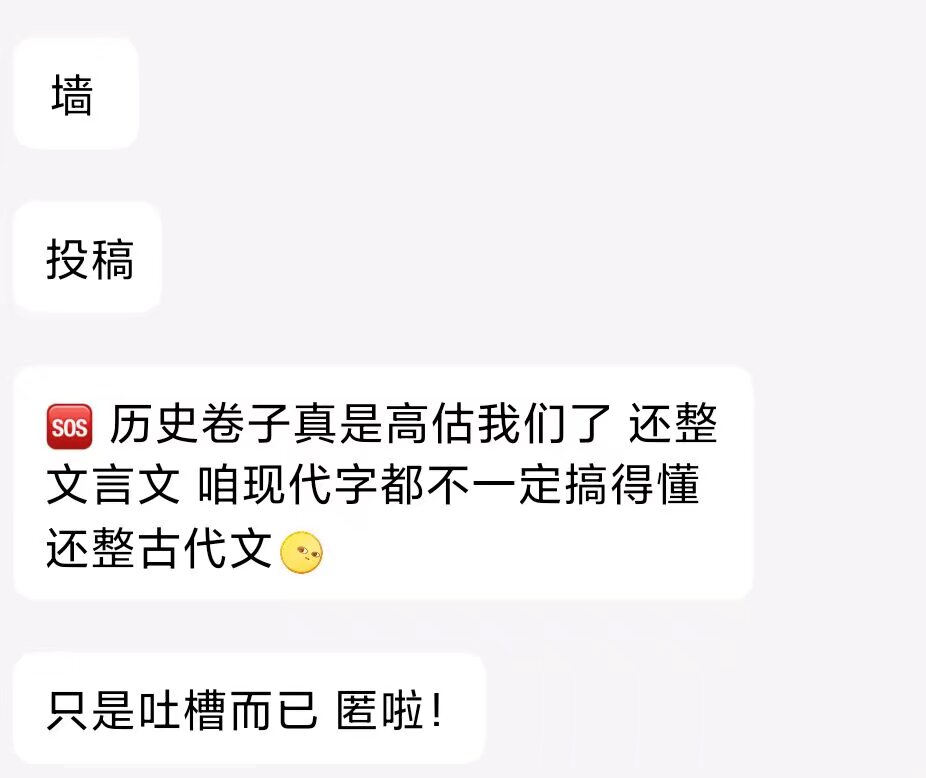 墙
投稿
🆘 历史卷子真是高估我们了 还整
文言文 咱现代字都不一定搞得懂
还整古代文🌝
只是吐槽而已 匿啦！